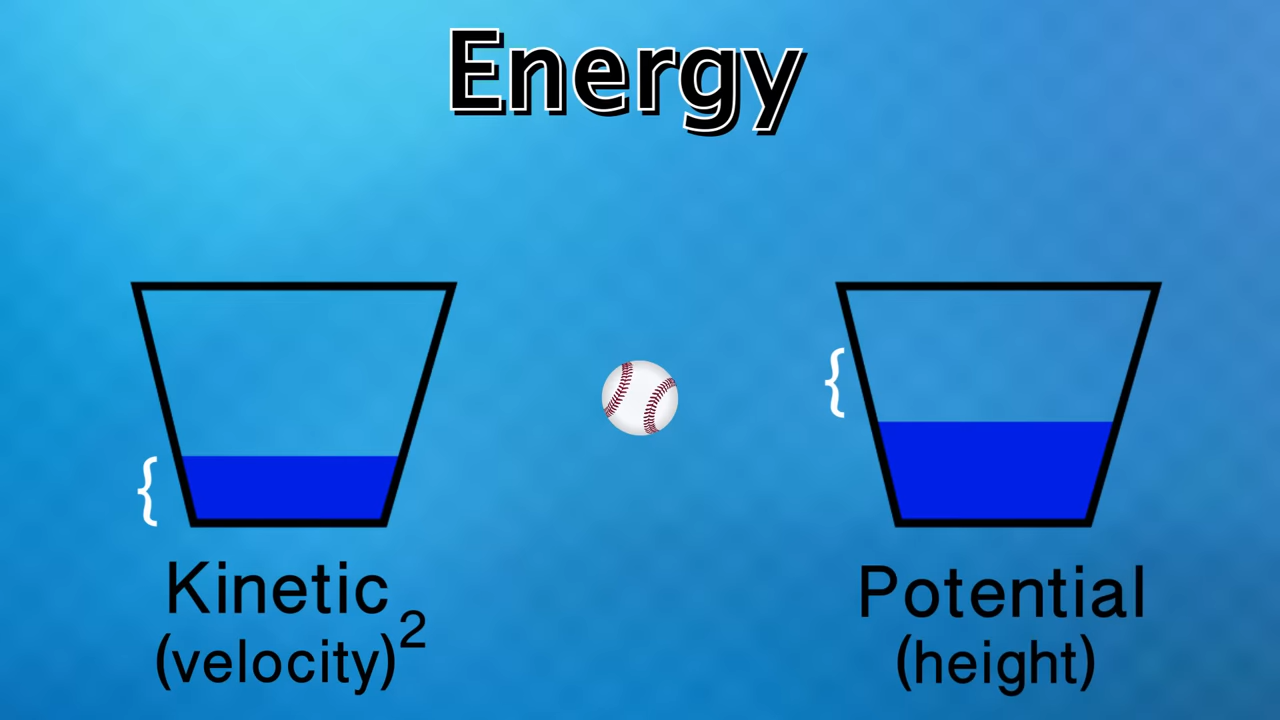 Energy
Kinetic
(velocity)²
Potential
(height)